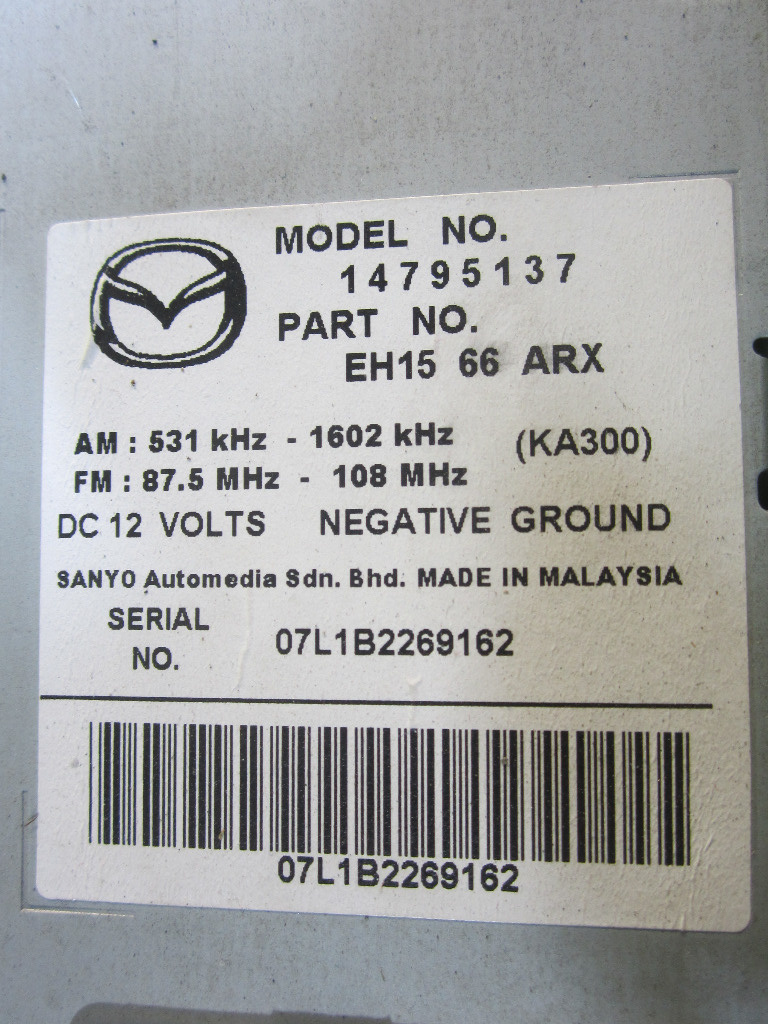 MODEL NO.
14795137
PART NO.
EH15 66 ARX
AM : 531 kHz - 1602 kHz (KA300)
FM : 87.5 MHz - 108 MHz
DC 12 VOLTS NEGATIVE GROUND
SANYO Automedia Sdn. Bhd. MADE IN MALAYSIA
SERIAL
NO. 07L1B2269162
07L1B2269162